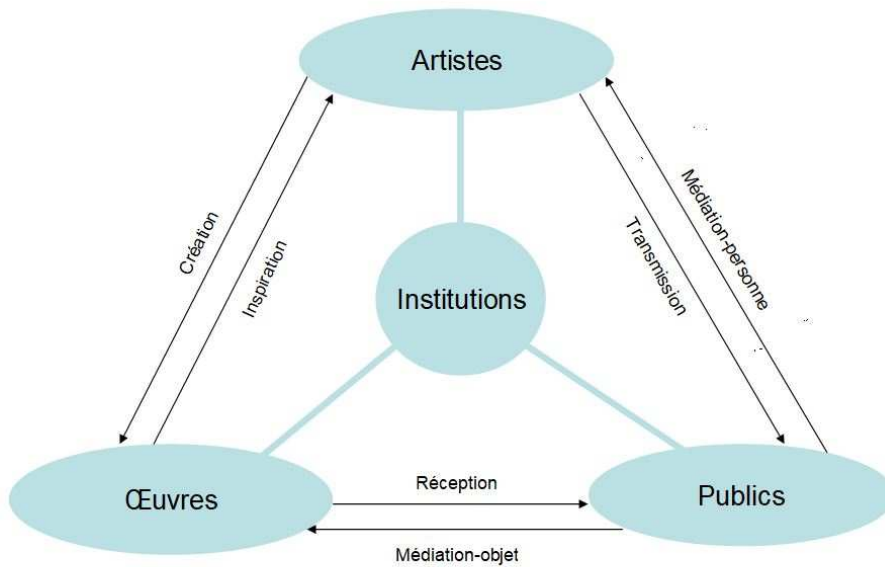 Artistes
Création
Inspiration
Médiation-personne
Transmission
Institutions
Œuvres
Réception
Publics
Médiation-objet